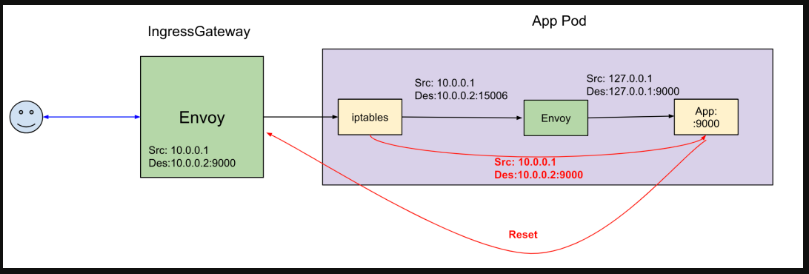 IngressGateway
App Pod
Envoy
Src: 10.0.0.1
Des:10.0.0.2:9000
iptables
Src: 10.0.0.1
Des:10.0.0.2:15006
Envoy
Src: 127.0.0.1
Des:127.0.0.1:9000
App:
:9000
Src: 10.0.0.1
Des:10.0.0.2:9000
Reset